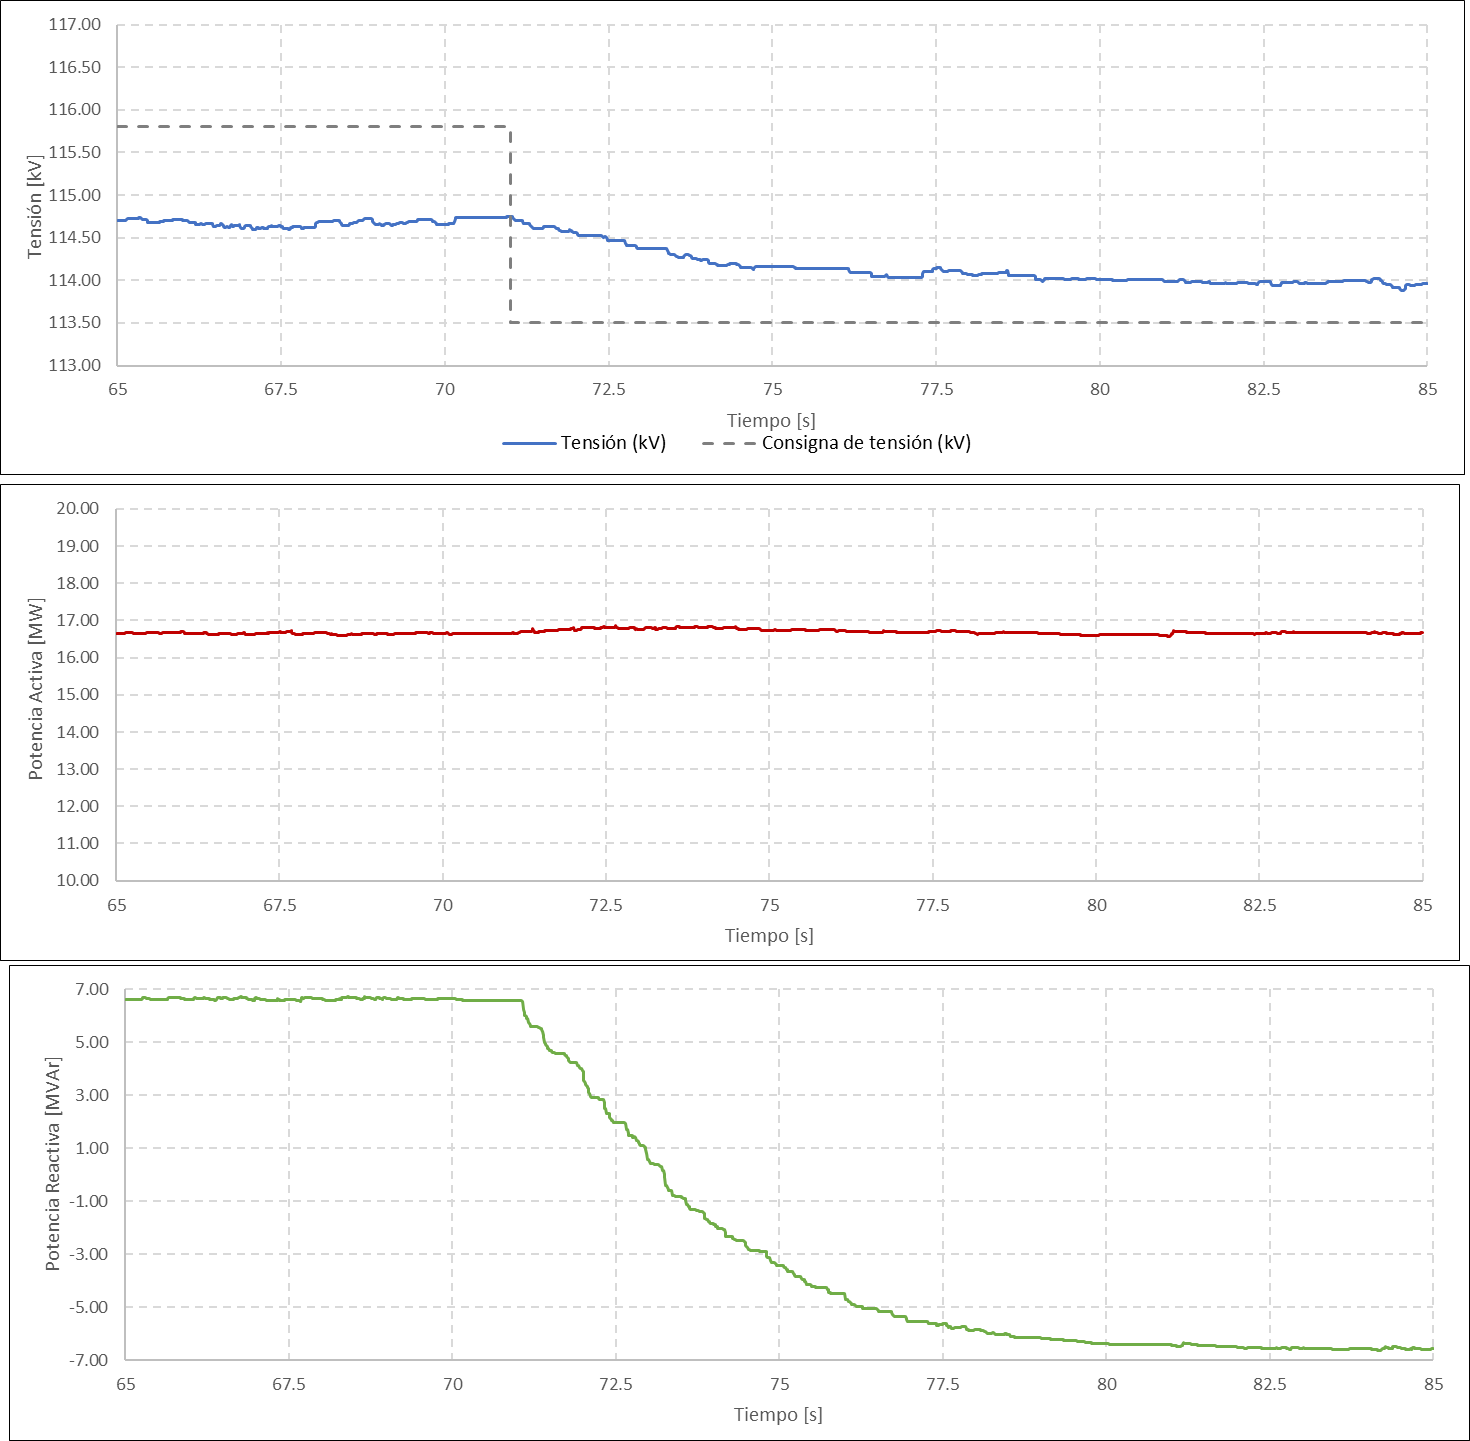 117.00
116.50
116.00
115.50
115.00
114.50
114.00
113.50
113.00
Tensión [kV]
65 67.5 70 72.5 75 77.5 80 82.5 85
Tiempo [s]
Tensión (kV) Consigna de tensión (kV)
20.00
19.00
18.00
17.00
16.00
15.00
14.00
13.00
12.00
11.00
10.00
Potencia Activa [MW]
65 67.5 70 72.5 75 77.5 80 82.5 85
Tiempo [s]
7.00
5.00
3.00
1.00
-1.00
-3.00
-5.00
-7.00
Potencia Reactiva [MVAr]
65 67.5 70 72.5 75 77.5 80 82.5 85
Tiempo [s]